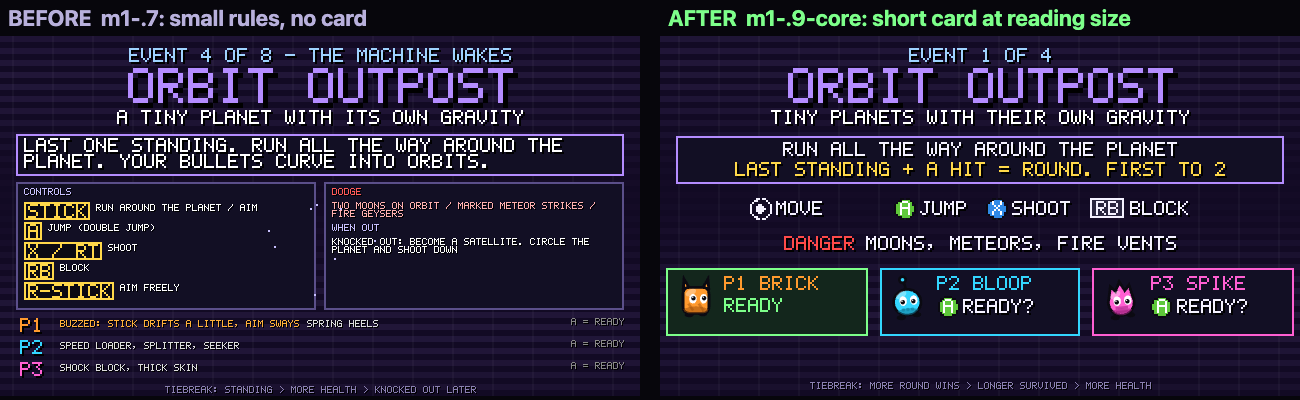 BEFORE m1-.7: small rules, no card
EVENT 4 OF 8 - THE MACHINE WAKES
ORBIT OUTPOST
A TINY PLANET WITH ITS OWN GRAVITY
LAST ONE STANDING. RUN ALL THE WAY AROUND THE
PLANET. YOUR BULLETS CURVE INTO ORBITS.
CONTROLS
STICK RUN AROUND THE PLANET / AIM
A JUMP (DOUBLE JUMP)
X / RT SHOOT
RB BLOCK
R-STICK AIM FREELY
DODGE
TWO MOONS ON ORBIT / MARKED METEOR STRIKES /
FIRE GEYSERS
WHEN OUT
KNOCKED OUT: BECOME A SATELLITE. CIRCLE THE
PLANET AND SHOOT DOWN
P1 BUZZED: STICK DRIFTS A LITTLE, AIM SWAYS SPRING HEELS A = READY
P2 SPEED LOADER, SPLITTER, SEEKER A = READY
P3 SHOCK BLOCK, THICK SKIN A = READY
TIEBREAK: STANDING > MORE HEALTH > KNOCKED OUT LATER
AFTER m1-.9-core: short card at reading size
EVENT 1 OF 4
ORBIT OUTPOST
TINY PLANETS WITH THEIR OWN GRAVITY
RUN ALL THE WAY AROUND THE PLANET
LAST STANDING + A HIT = ROUND. FIRST TO 2
MOVE A JUMP X SHOOT RB BLOCK
DANGER MOONS, METEORS, FIRE VENTS
P1 BRICK
READY
P2 BLOOP
A READY?
P3 SPIKE
A READY?
TIEBREAK: MORE ROUND WINS > LONGER SURVIVED > MORE HEALTH